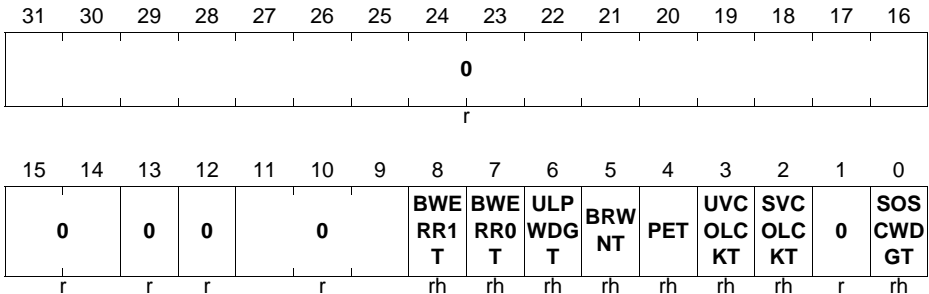 31 30 29 28 27 26 25 24 23 22 21 20 19 18 17 16
0
r
15 14 13 12 11 10 9 8 7 6 5 4 3 2 1 0
0 0 0 0 BWE RR1 T BWE RR0 T ULP WDG T BRW NT PET UVC OLC KT SVC OLC KT 0 SOS CWD GT
r r r r rh rh rh rh rh rh rh r rh